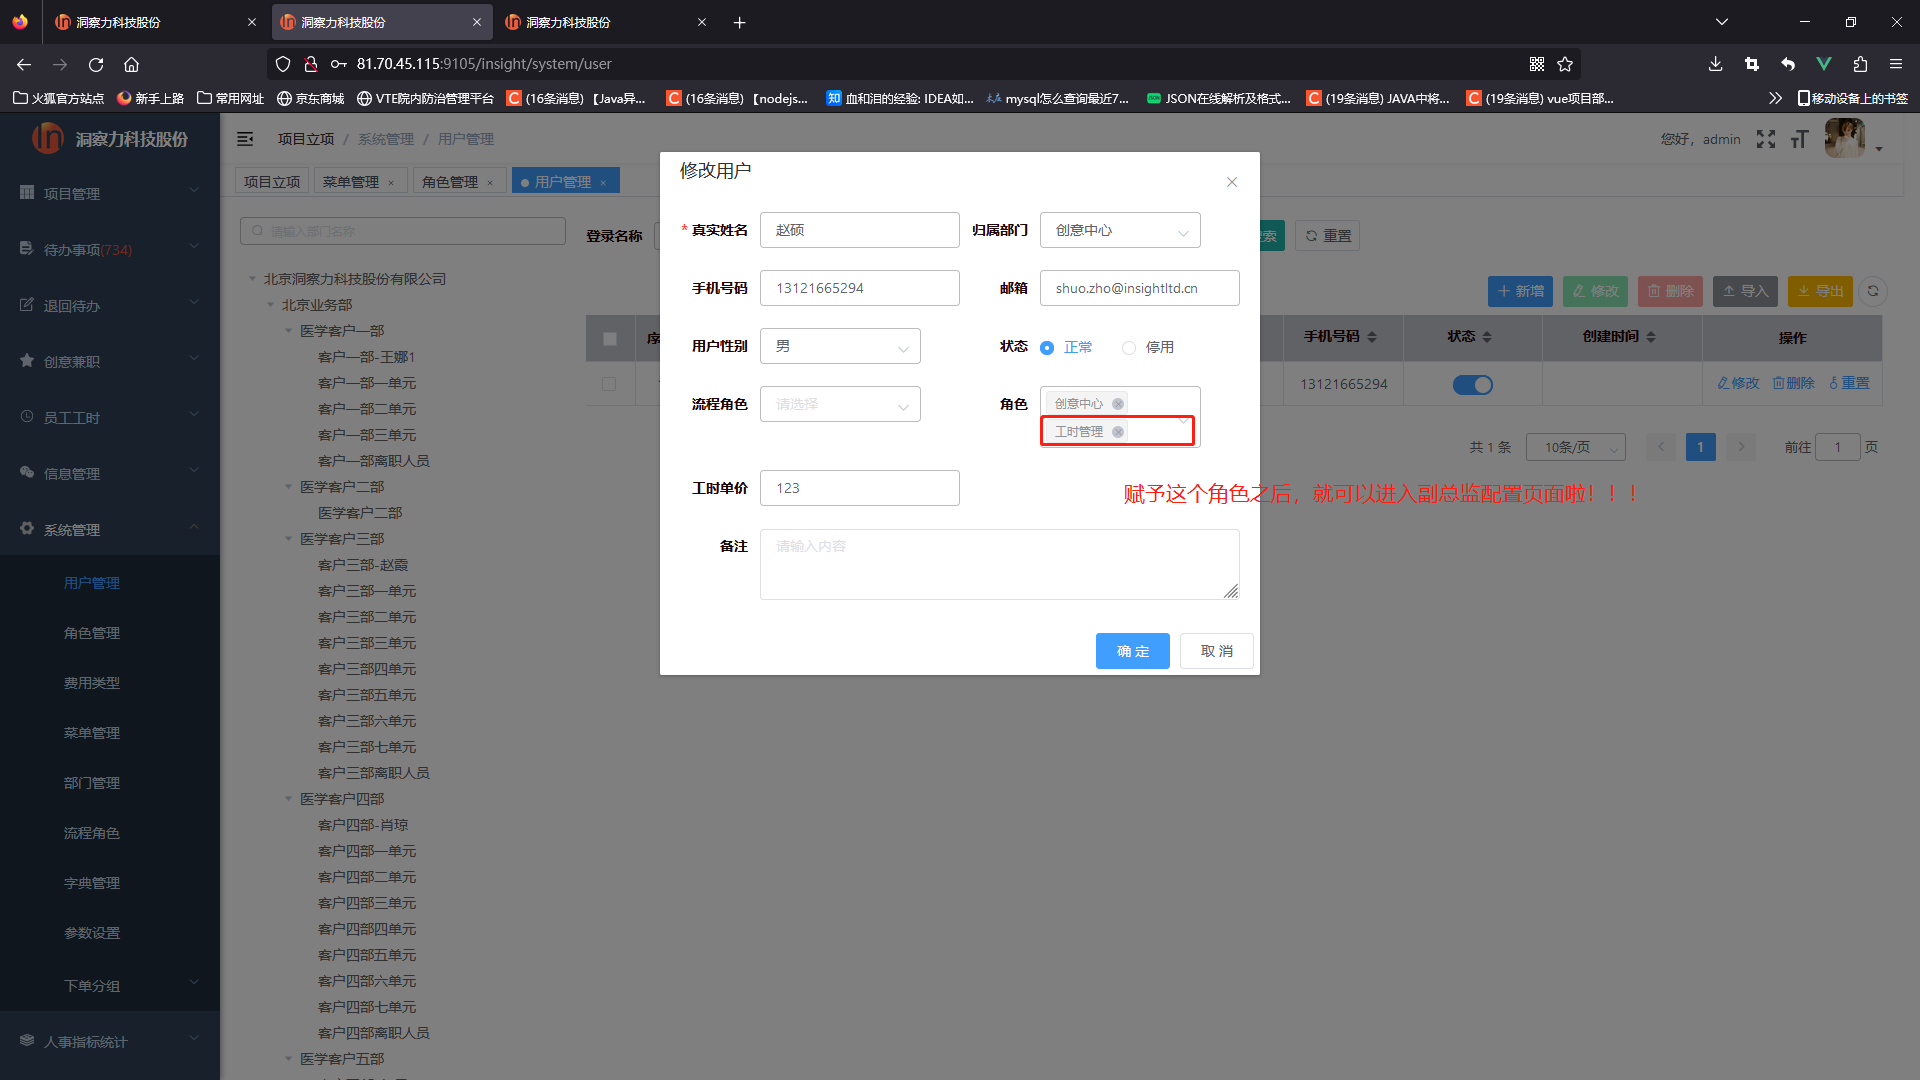 洞察力科技股份
洞察力科技股份
洞察力科技股份
81.70.45.115:9105/insight/system/user
火狐官方站点
新手上路
常用网址
京东商城
VTE院内防治管理平台
(16条消息) 【Java异...
(16条消息) 【nodejs...
血和泪的经验: IDEA如...
mysql怎么查询最近7...
JSON在线解析及格式...
(19条消息) JAVA中将...
(19条消息) vue项目部...
移动设备上的书签
洞察力科技股份
项目管理
待办事项(734)
退回待办
创意兼职
员工工时
信息管理
系统管理
用户管理
角色管理
费用类型
菜单管理
部门管理
流程角色
字典管理
参数设置
下单分组
人事指标统计
项目立项 / 系统管理 / 用户管理
您好，admin
项目立项
菜单管理
角色管理
用户管理
请输入部门名称
北京洞察力科技股份有限公司
北京业务部
医学客户一部
客户一部-王娜1
客户一部一单元
客户一部二单元
客户一部三单元
客户一部离职人员
医学客户二部
医学客户二部
医学客户三部
客户三部-赵霞
客户三部一单元
客户三部二单元
客户三部三单元
客户三部四单元
客户三部五单元
客户三部六单元
客户三部七单元
客户三部离职人员
医学客户四部
客户四部-肖琼
客户四部一单元
客户四部二单元
客户四部三单元
客户四部四单元
客户四部五单元
客户四部六单元
客户四部七单元
客户四部离职人员
医学客户五部
登录名称
索
重置
新增
修改
删除
导入
导出
手机号码
状态
创建时间
操作
13121665294
修改
删除
重置
共 1 条
10条/页
1
前往 1 页
修改用户
* 真实姓名 赵硕
归属部门 创意中心
手机号码 13121665294
邮箱 shuo.zho@insightltd.cn
用户性别 男
状态 正常 停用
流程角色 请选择
角色 创意中心
工时管理
工时单价 123
赋予这个角色之后，就可以进入副总监配置页面啦！！！
备注 请输入内容
确 定
取 消